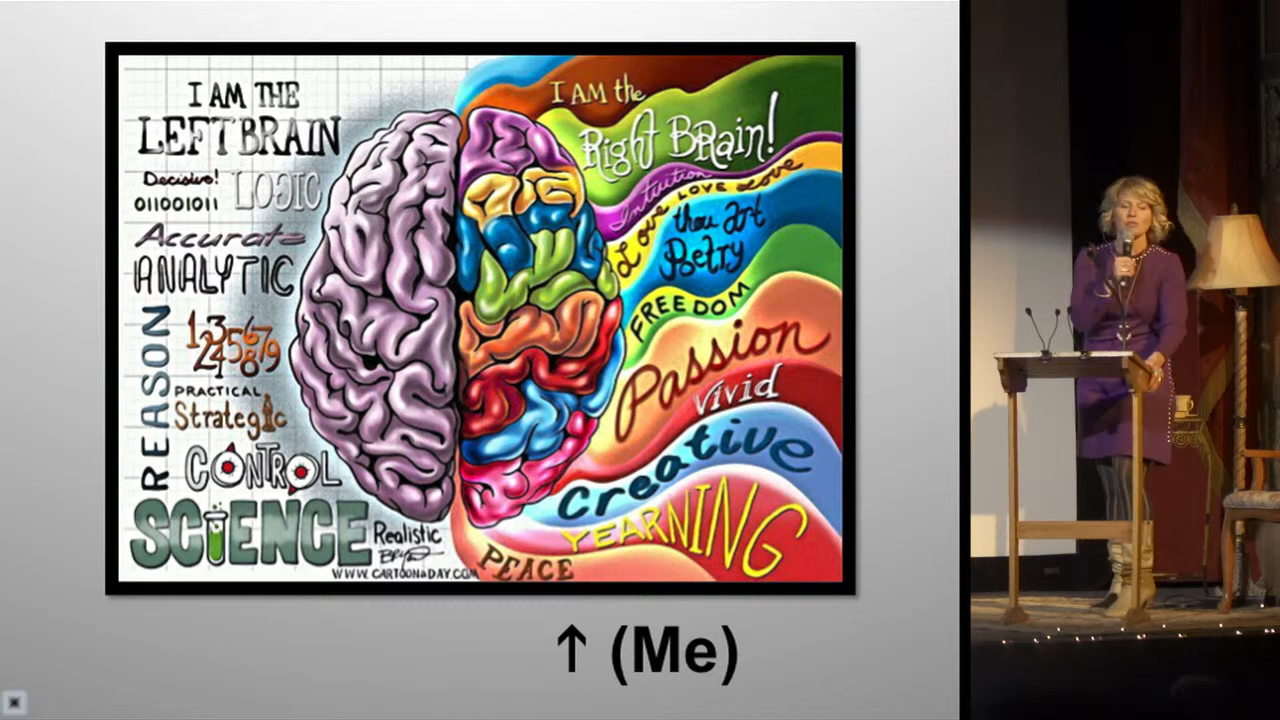 I AM THE
LEFT BRAIN
Decisive!
LOGIC
011001011
Accurate
ANALYTIC
REASON
123456789
PRACTICAL
Strategic
CONTROL
SCIENCE
Realistic
WWW.CARTOONADAY.COM
I AM the
Right BRain!
Intuition
Love LOVE Love
thou art
Poetry
FREEDOM
Passion
Vivid
Creative
YEARNING
PEACE
↑ (Me)